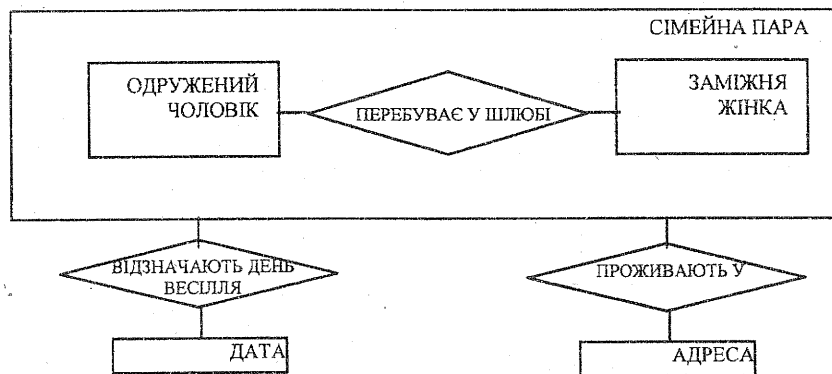 СІМЕЙНА ПАРА
ОДРУЖЕНИЙ
ЧОЛОВІК
ПЕРЕБУВАЄ У ШЛЮБІ
ЗАМІЖНЯ
ЖІНКА
ВІДЗНАЧАЮТЬ ДЕНЬ
ВЕСІЛЛЯ
ПРОЖИВАЮТЬ У
ДАТА
АДРЕСА